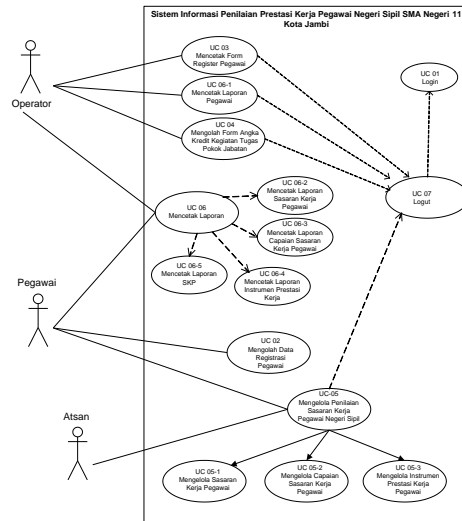 Sistem Informasi Penilaian Prestasi Kerja Pegawai Negeri Sipil SMA Negeri 11
Kota Jambi
UC 03
Mencetak Form
Register Pegawai
UC 01
Login
UC 06-1
Mencetak Laporan
Pegawai
Operator
UC 04
Mengolah Form Angka
Kredit Kegiatan Tugas
Pokok Jabatan
UC 06-2
Mencetak Laporan
Sasaran Kerja
Pegawai
UC 07
Logut
UC 06
Mencetak Laporan
UC 06-3
Mencetak Laporan
Capaian Sasaran
Kerja Pegawai
UC 06-5
Mencetak Laporan
SKP
UC 06-4
Mencetak Laporan
Instrumen Prestasi
Kerja
Pegawai
UC 02
Mengolah Data
Registrasi
Pegawai
UC-05
Mengelola Penilaian
Sasaran Kerja
Pegawai Negeri Sipil
Atsan
UC 05-1
Mengelola Sasaran
Kerja Pegawai
UC 05-2
Mengelola Capaian
Sasaran Kerja
Pegawai
UC 05-3
Mengelola Instrumen
Prestasi Kerja
Pegawai